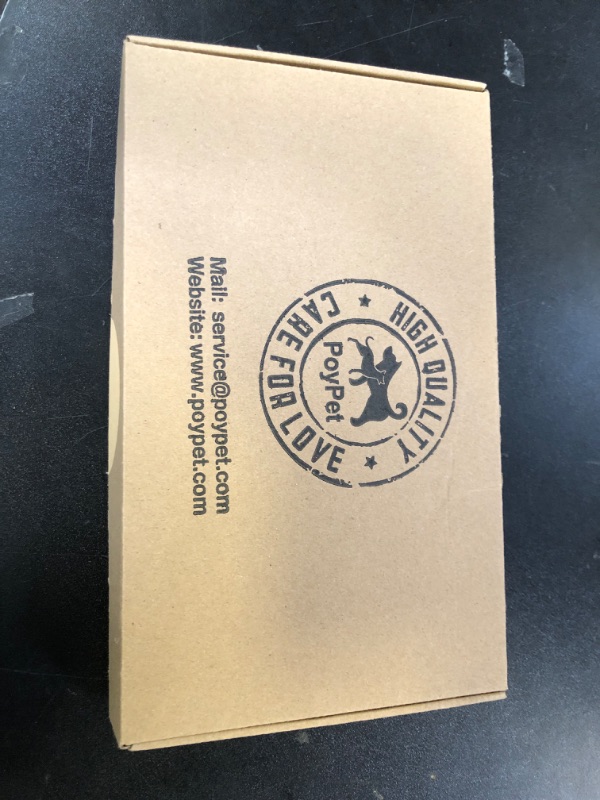 HIGH QUALITY
PoyPet
CARE FOR LOVE
Mail: service@poypet.com
Website: www.poypet.com